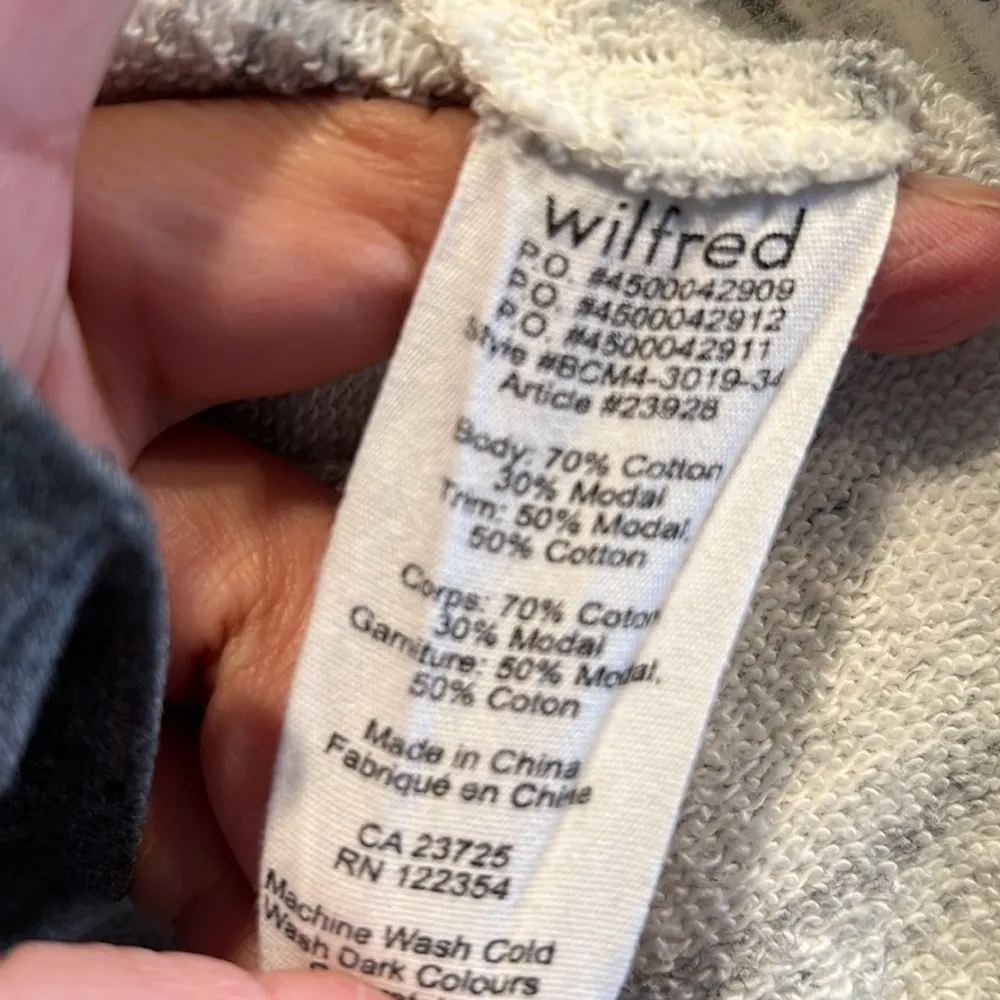 wilfred
P.O. #4500042909
P.O. #4500042912
P.O. #4500042911
Style #BCM4-3019-34
Article #23928
Body: 70% Cotton
30% Modal
Trim: 50% Modal,
50% Cotton
Corps: 70% Coton
30% Modal
Garniture: 50% Modal,
50% Coton
Made in China
Fabriqué en Chine
CA 23725
RN 122354
Machine Wash Cold
Wash Dark Colours